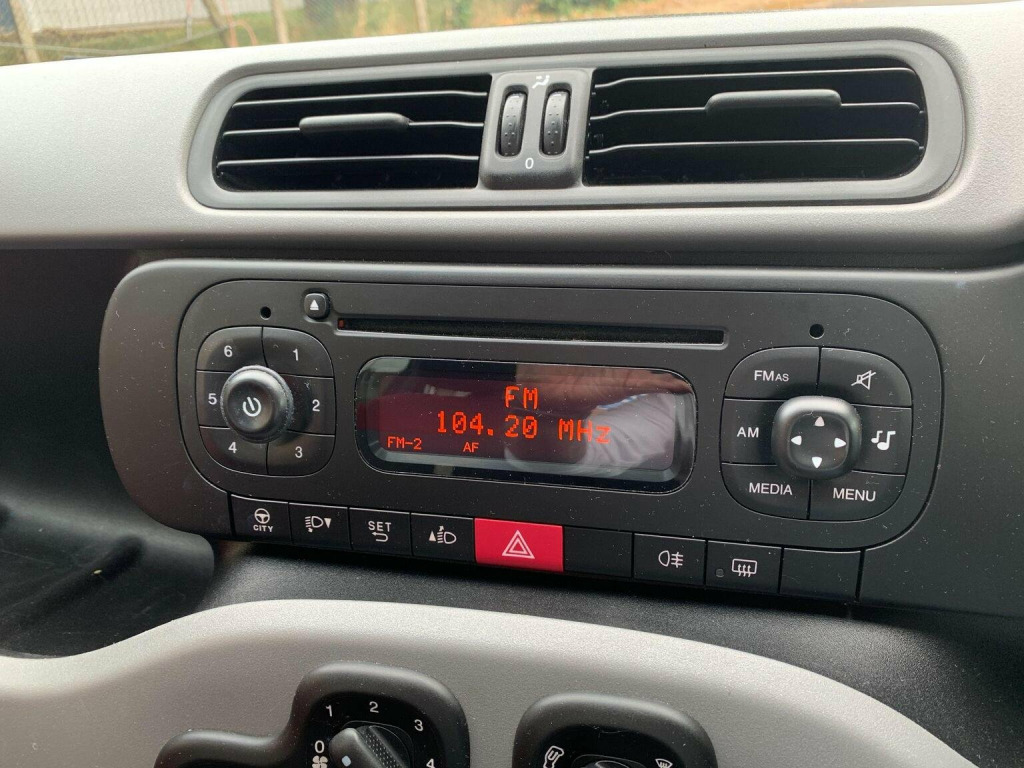 0
6 1
5 2
4 3
FM
104.20 MHz
FM-2 AF
FMAS
AM
MEDIA MENU
CITY
SET
0 1 2 3 4